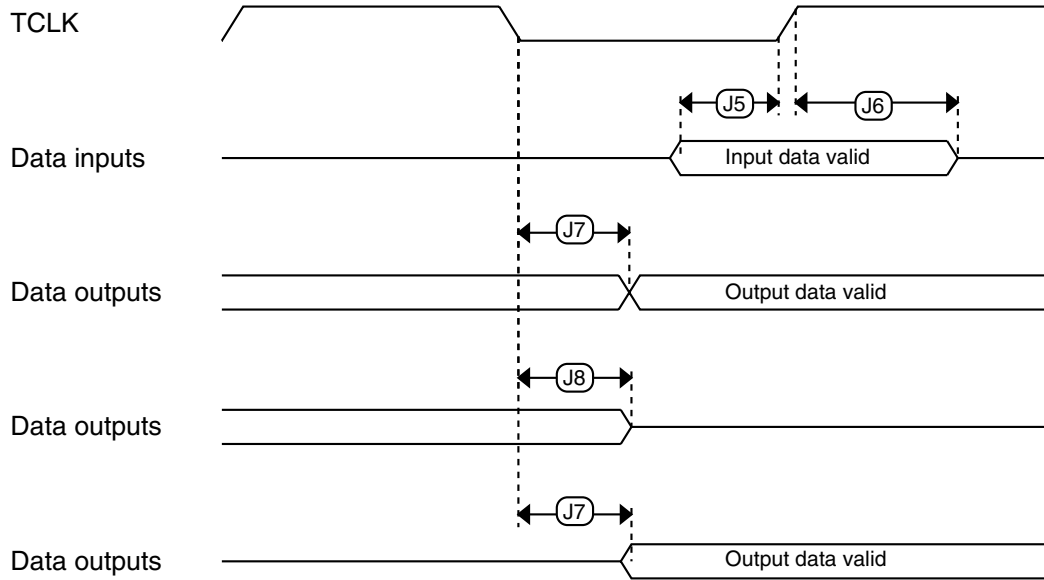 TCLK
J5
J6
Data inputs
Input data valid
J7
Data outputs
Output data valid
J8
Data outputs
J7
Data outputs
Output data valid